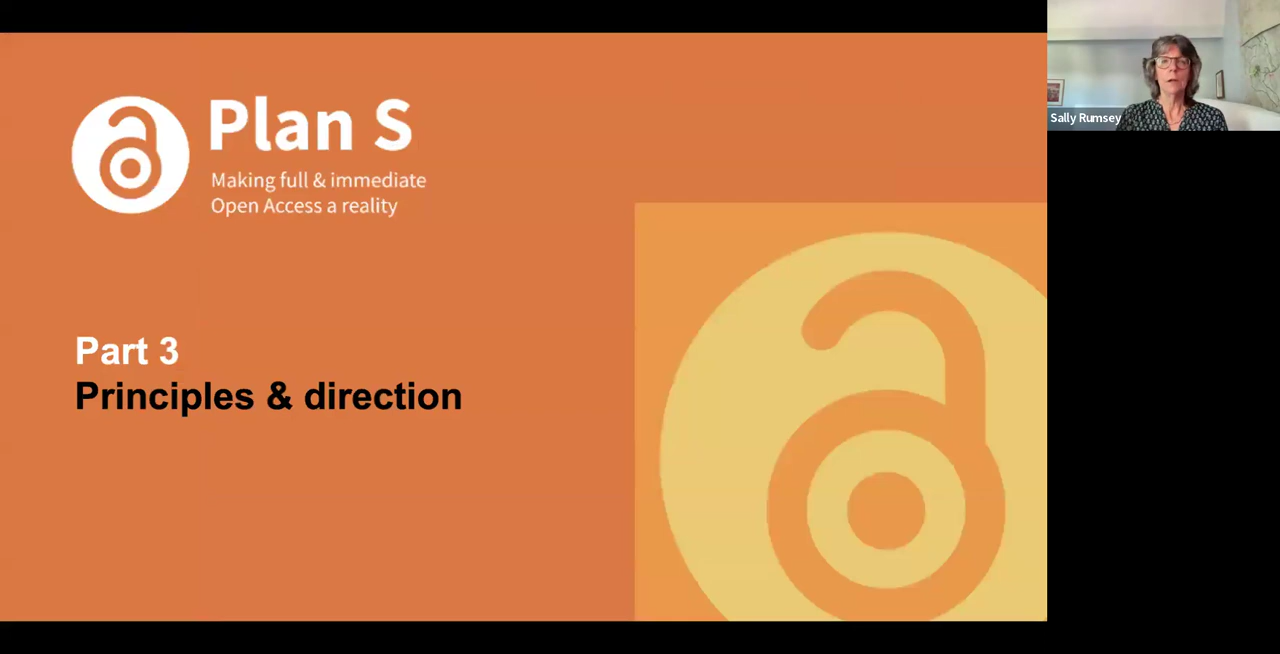 Plan S
Making full & immediate
Open Access a reality
Part 3
Principles & direction
Sally Rumsey